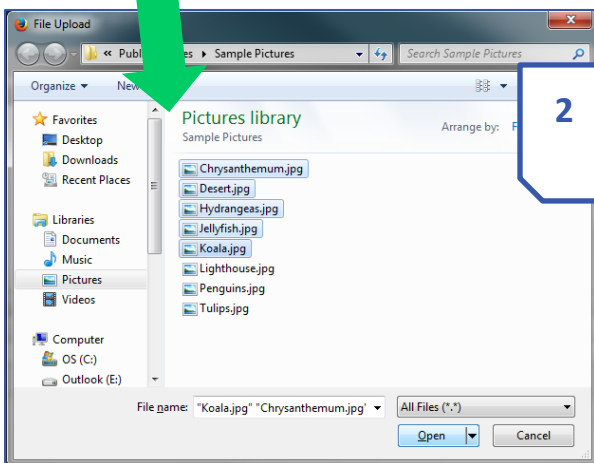 File Upload
« Publ es ▸ Sample Pictures
Search Sample Pictures
Organize
New
2
Pictures library
Sample Pictures
Arrange by: F
Favorites
Desktop
Downloads
Recent Places
Libraries
Documents
Music
Pictures
Videos
Computer
OS (C:)
Outlook (E:)
Chrysanthemum.jpg
Desert.jpg
Hydrangeas.jpg
Jellyfish.jpg
Koala.jpg
Lighthouse.jpg
Penguins.jpg
Tulips.jpg
File name: "Koala.jpg" "Chrysanthemum.jpg' All Files (*.*)
Open Cancel